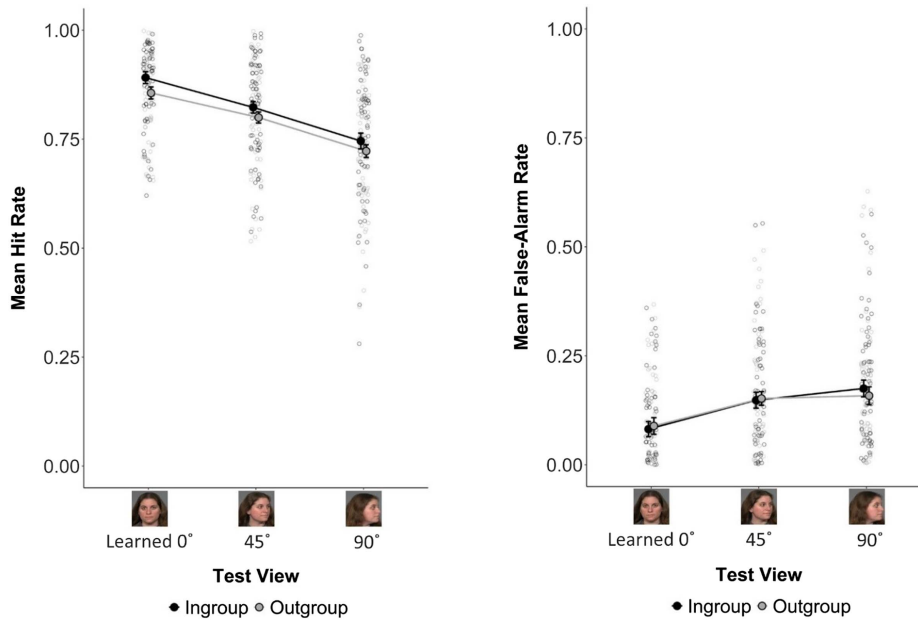 Mean Hit Rate
1.00
0.75
0.50
0.25
0.00
Learned 0˚
45˚
90˚
Test View
Ingroup
Outgroup
Mean False-Alarm Rate
1.00
0.75
0.50
0.25
0.00
Learned 0˚
45˚
90˚
Test View
Ingroup
Outgroup